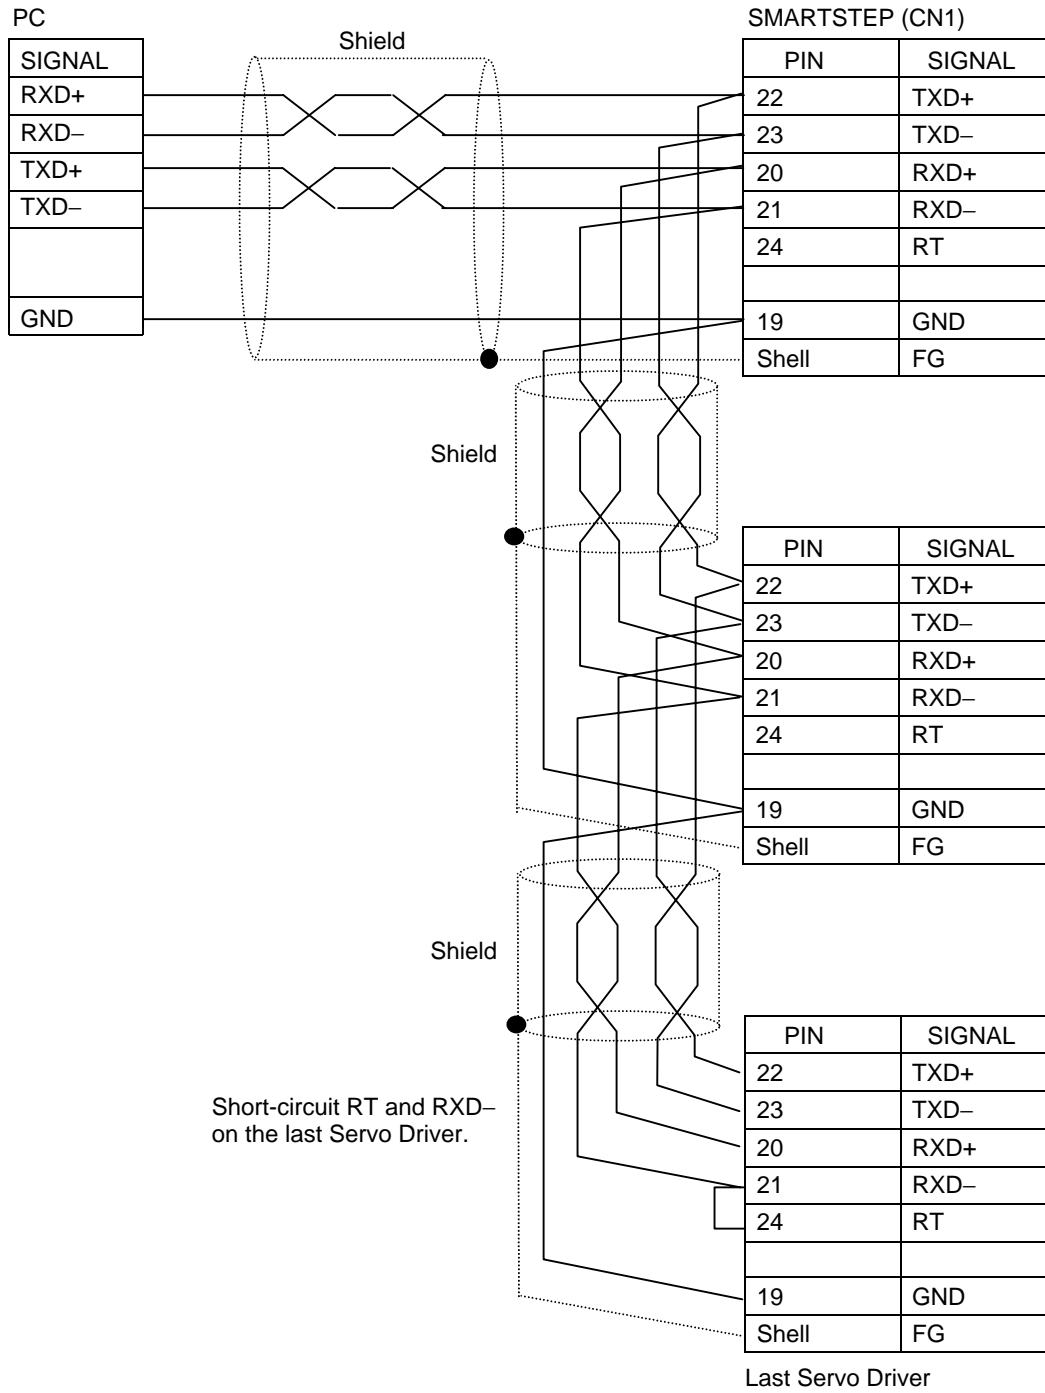 PC
SMARTSTEP (CN1)
Shield
SIGNAL
RXD+
RXD−
TXD+
TXD−
GND
PIN SIGNAL
22 TXD+
23 TXD−
20 RXD+
21 RXD−
24 RT
19 GND
Shell FG
Shield
PIN SIGNAL
22 TXD+
23 TXD−
20 RXD+
21 RXD−
24 RT
19 GND
Shell FG
Shield
Short-circuit RT and RXD−
on the last Servo Driver.
PIN SIGNAL
22 TXD+
23 TXD−
20 RXD+
21 RXD−
24 RT
19 GND
Shell FG
Last Servo Driver